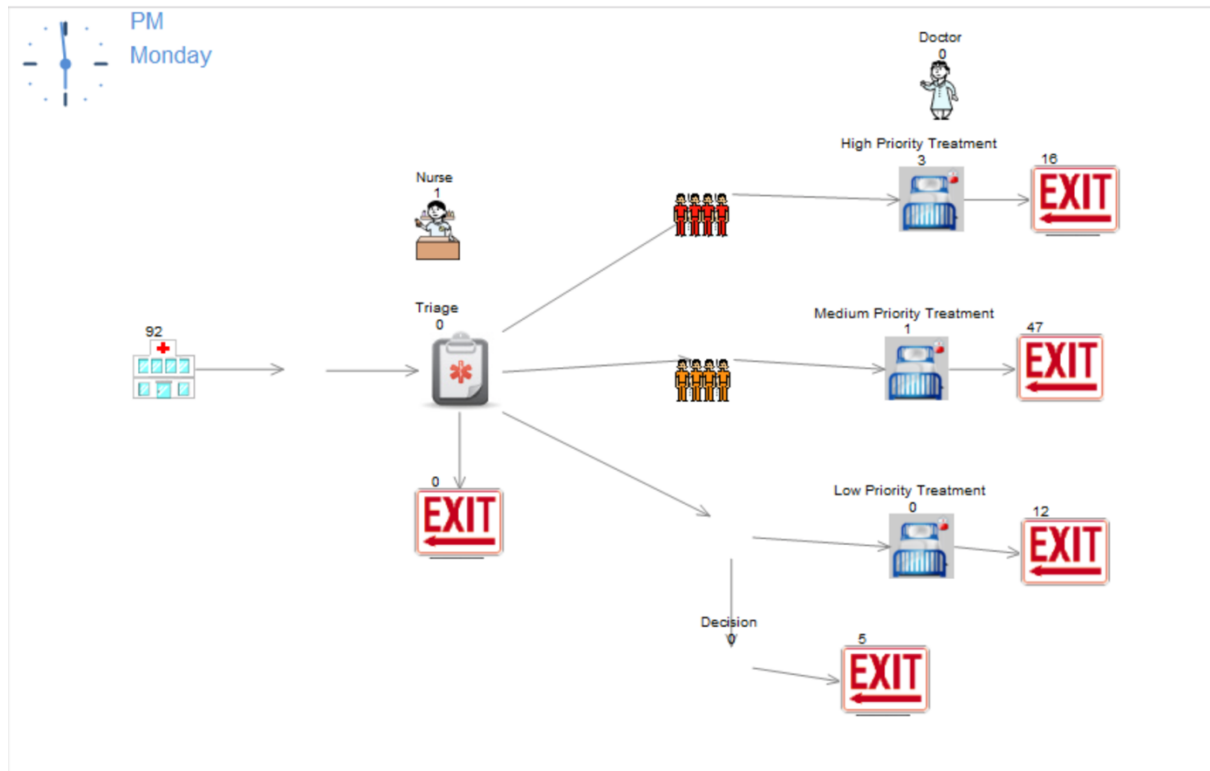 PM
Monday
Doctor
0
High Priority Treatment
3
16
EXIT
Nurse
1
Triage
0
Medium Priority Treatment
1
47
EXIT
92
0
EXIT
Low Priority Treatment
0
12
EXIT
Decision
0
5
EXIT